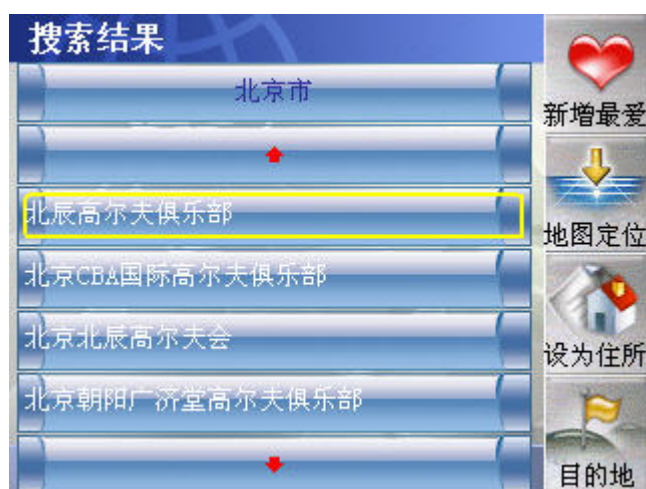 搜索结果
北京市
北辰高尔夫俱乐部
北京CBA国际高尔夫俱乐部
北京北辰高尔夫会
北京朝阳广济堂高尔夫俱乐部
新增最爱
地图定位
设为住所
目的地